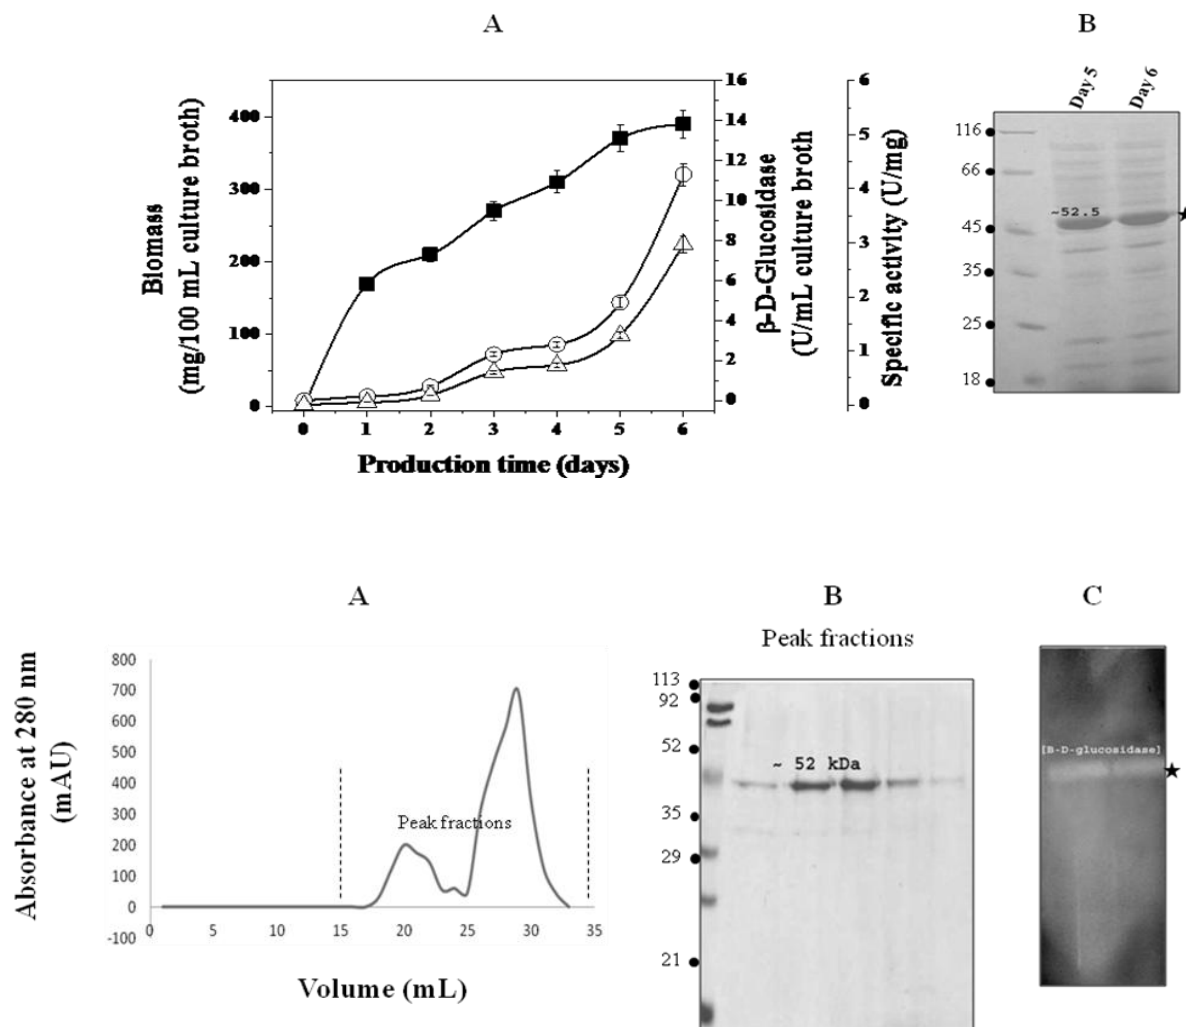 A
B
Biomass
(mg/100 mL culture broth)
400
300
200
100
0
0 1 2 3 4 5 6
Production time (days)
16
14
12
10
8
6
4
2
0
β-D-Glucosidase
(U/mL culture broth
6
5
4
3
2
1
0
Specific activity (U/mg)
Day 5
Day 6
116
66
~52.5
45
35
25
18
A
B
C
Absorbance at 280 nm
(mAU)
800
700
600
500
400
300
200
100
0
-100
Peak fractions
0 5 10 15 20 25 30 35
Volume (mL)
Peak fractions
113
92
52
~ 52 kDa
35
29
21
[B-D-glucosidase]